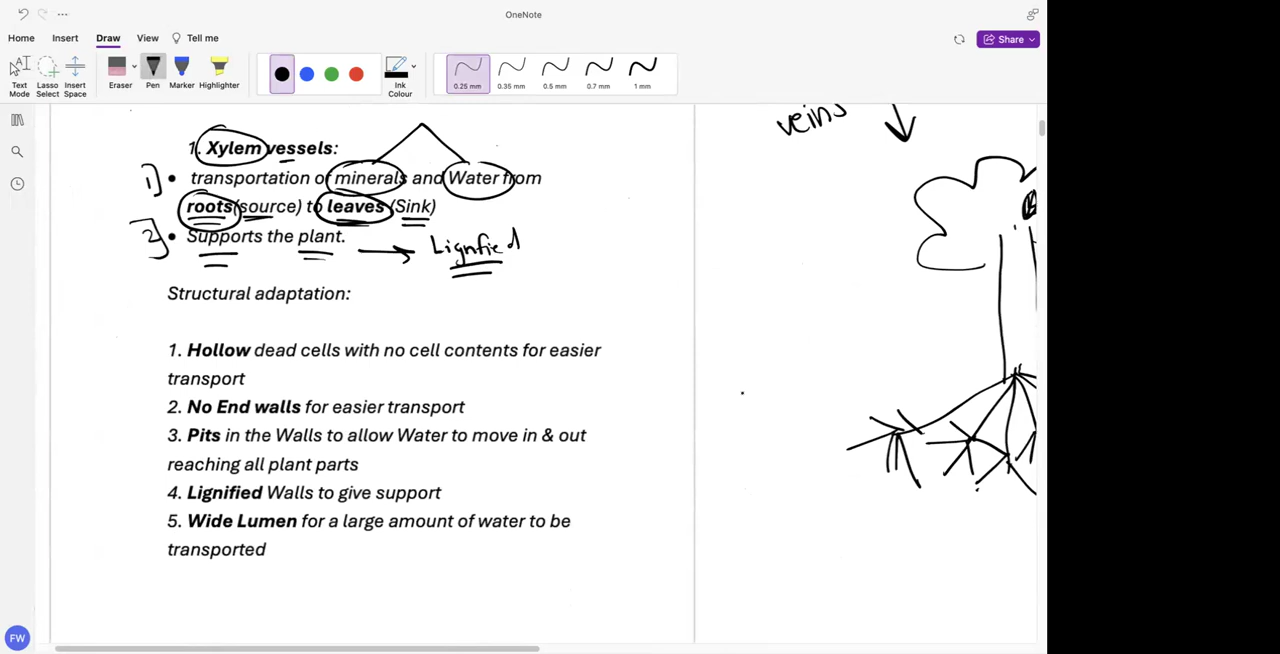 OneNote
Home Insert Draw View Tell me
Share
Text Mode
Lasso Select
Insert Space
Eraser
Pen
Marker
Highlighter
Ink Colour
0.25 mm
0.35 mm
0.5 mm
0.7 mm
1 mm
veins
1. Xylem vessels:
1] • transportation of minerals and Water from
roots(source) to leaves (Sink)
2] • Supports the plant. → Lignfied
Structural adaptation:
1. Hollow dead cells with no cell contents for easier
transport
2. No End walls for easier transport
3. Pits in the Walls to allow Water to move in & out
reaching all plant parts
4. Lignified Walls to give support
5. Wide Lumen for a large amount of water to be
transported
FW